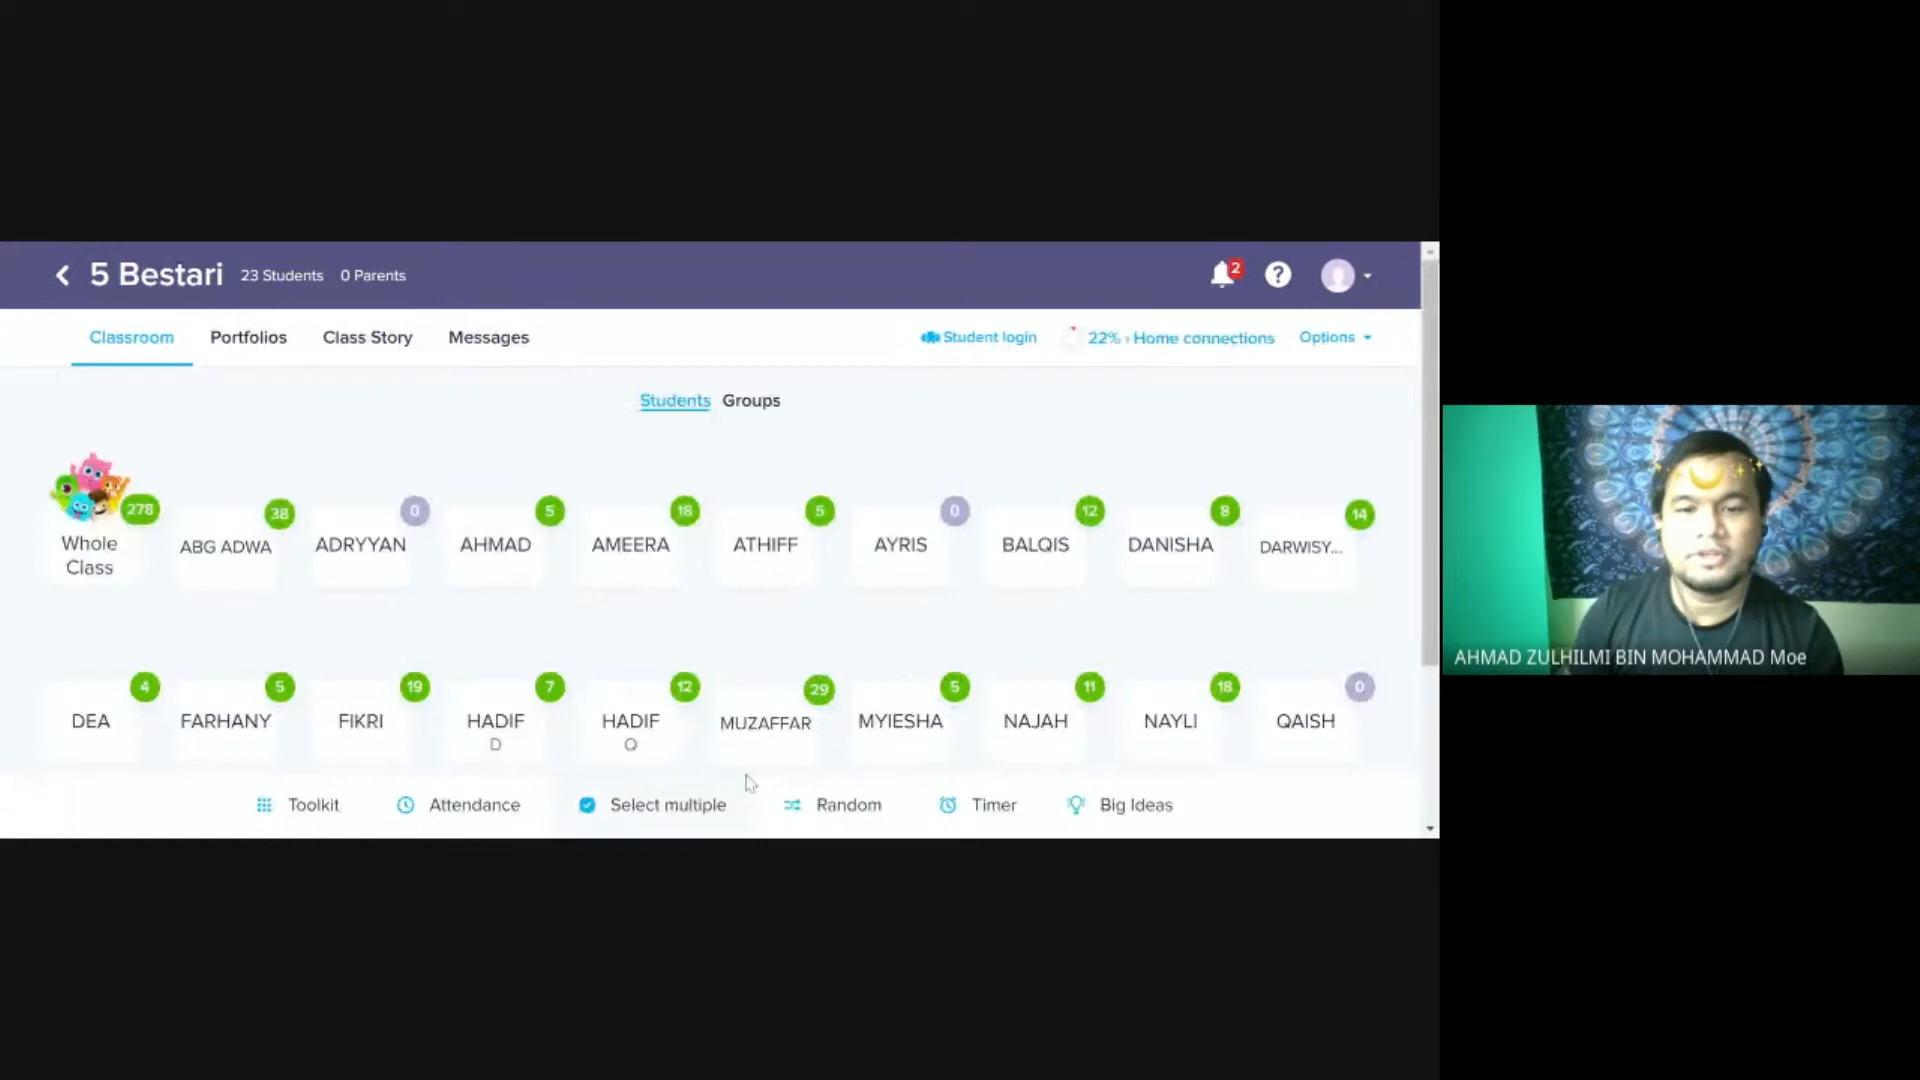 5 Bestari 23 Students 0 Parents 2
Classroom Portfolios Class Story Messages Student login 22% › Home connections Options
Students Groups
278 38 0 5 18 5 0 12 8 14
Whole Class ABG ADWA ADRYYAN AHMAD AMEERA ATHIFF AYRIS BALQIS DANISHA DARWISY...
4 5 19 7 12 29 5 11 18 0
DEA FARHANY FIKRI HADIF D HADIF Q MUZAFFAR MYIESHA NAJAH NAYLI QAISH
Toolkit Attendance Select multiple Random Timer Big Ideas
AHMAD ZULHILMI BIN MOHAMMAD Moe